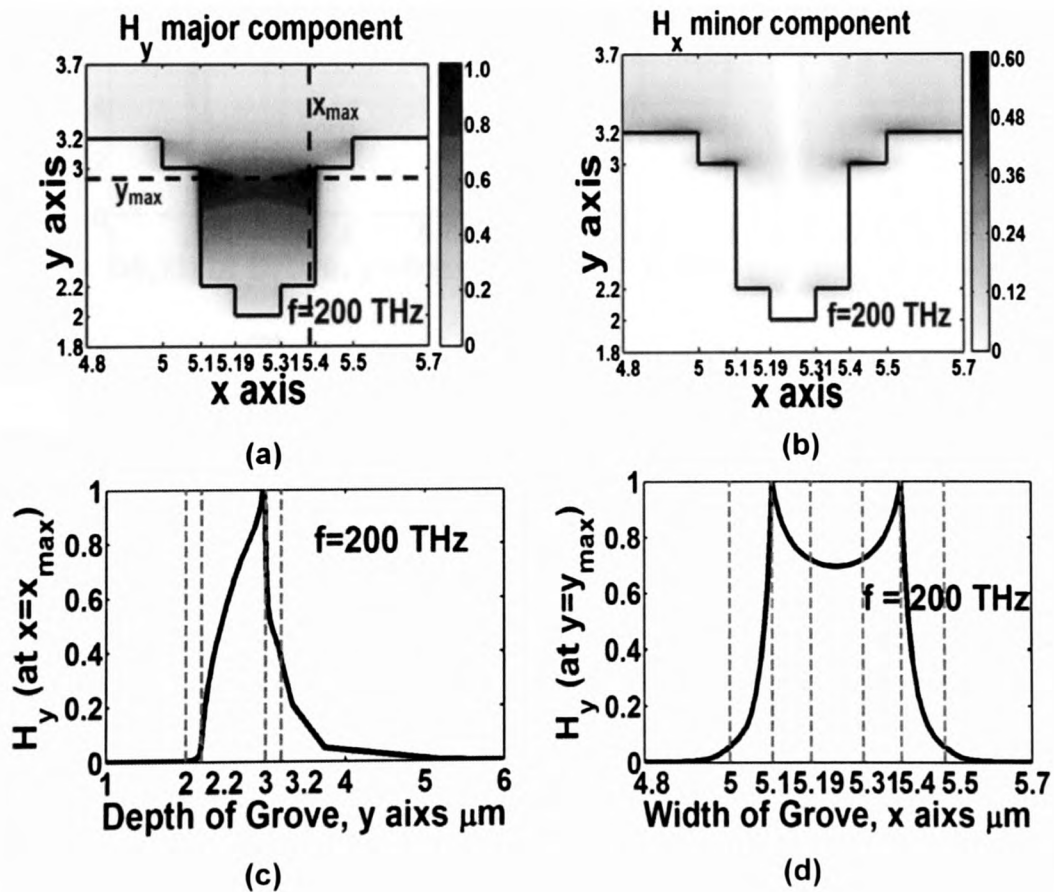 H_y major component
3.7
3.2
3
2.2
2
1.8
y axis
x_max
y_max
f=200 THz
4.8 5 5.15 5.19 5.31 5.4 5.5 5.7
x axis
1.0
0.8
0.6
0.4
0.2
0
(a)
H_x minor component
3.7
3.2
3
2.2
2
1.8
y axis
f=200 THz
4.8 5 5.15 5.19 5.31 5.4 5.5 5.7
x axis
0.60
0.48
0.36
0.24
0.12
0
(b)
H_y (at x=x_max)
1
0.8
0.6
0.4
0.2
0
f=200 THz
1 2 2.2 3 3.2 4 5 6
Depth of Grove, y aixs μm
(c)
H_y (at y=y_max)
1
0.8
0.6
0.4
0.2
0
f = 200 THz
4.8 5 5.15 5.19 5.31 5.4 5.5 5.7
Width of Grove, x aixs μm
(d)